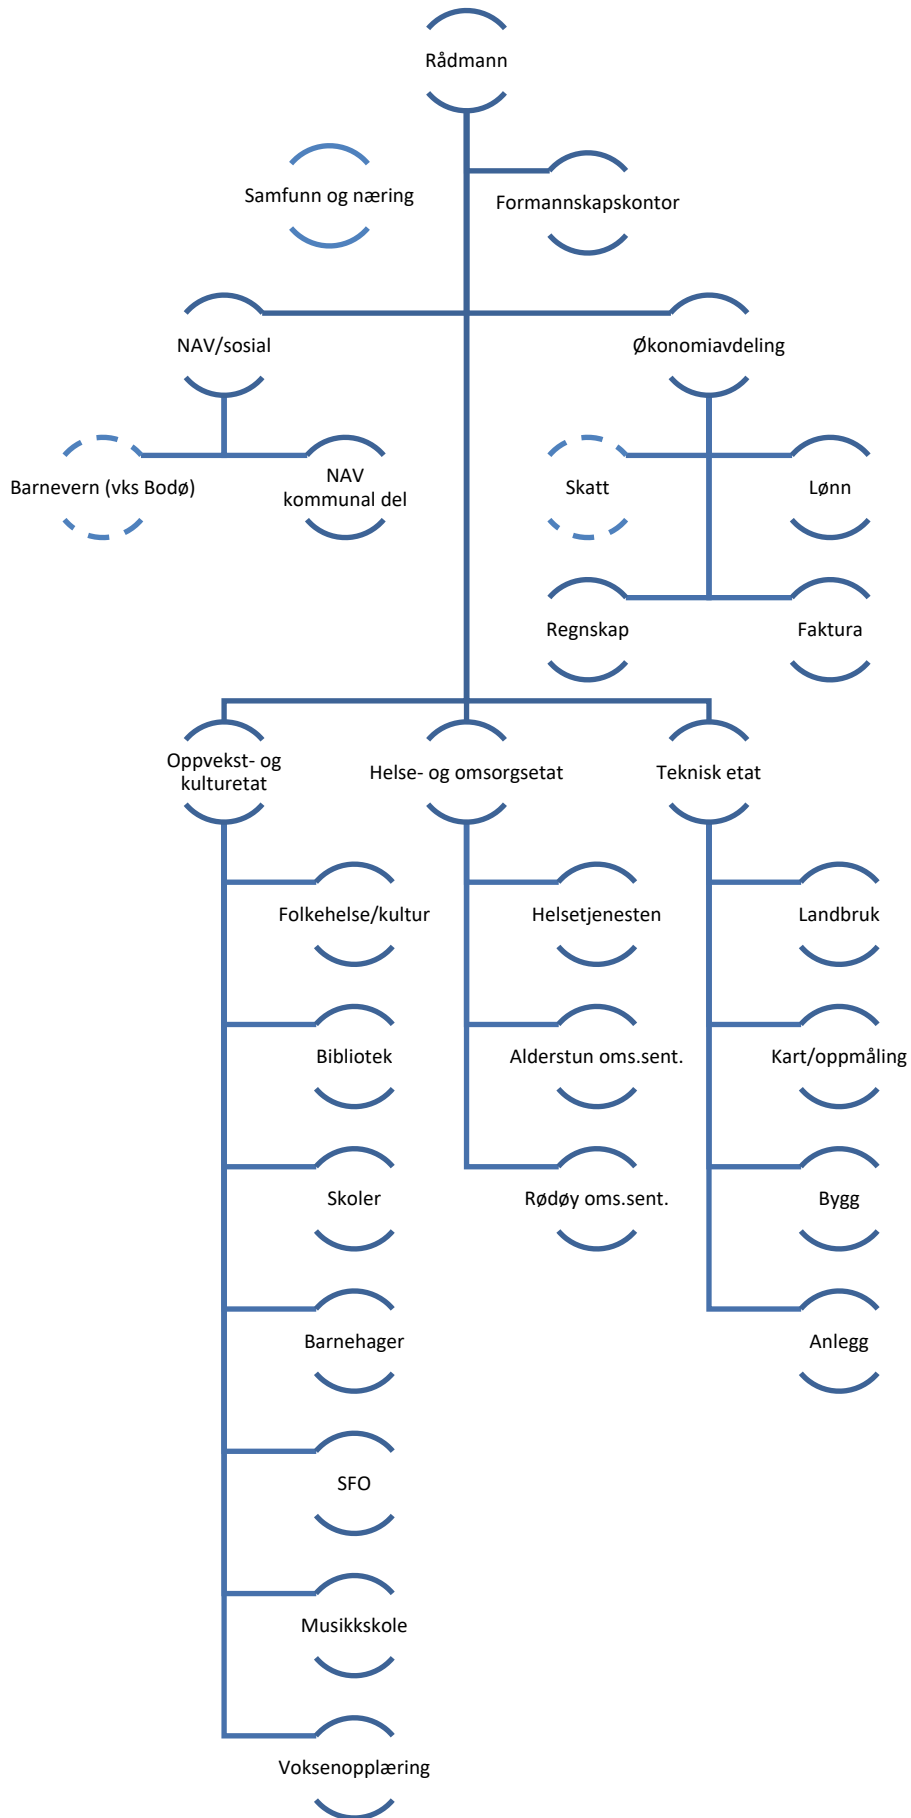 Rådmann
Samfunn og næring
Formannskapskontor
NAV/sosial
Økonomiavdeling
Barnevern (vks Bodø)
NAV
kommunal del
Skatt
Lønn
Regnskap
Faktura
Oppvekst- og
kulturetat
Helse- og omsorgsetat
Teknisk etat
Folkehelse/kultur
Helsetjenesten
Landbruk
Bibliotek
Alderstun oms.sent.
Kart/oppmåling
Skoler
Rødøy oms.sent.
Bygg
Barnehager
Anlegg
SFO
Musikkskole
Voksenopplæring